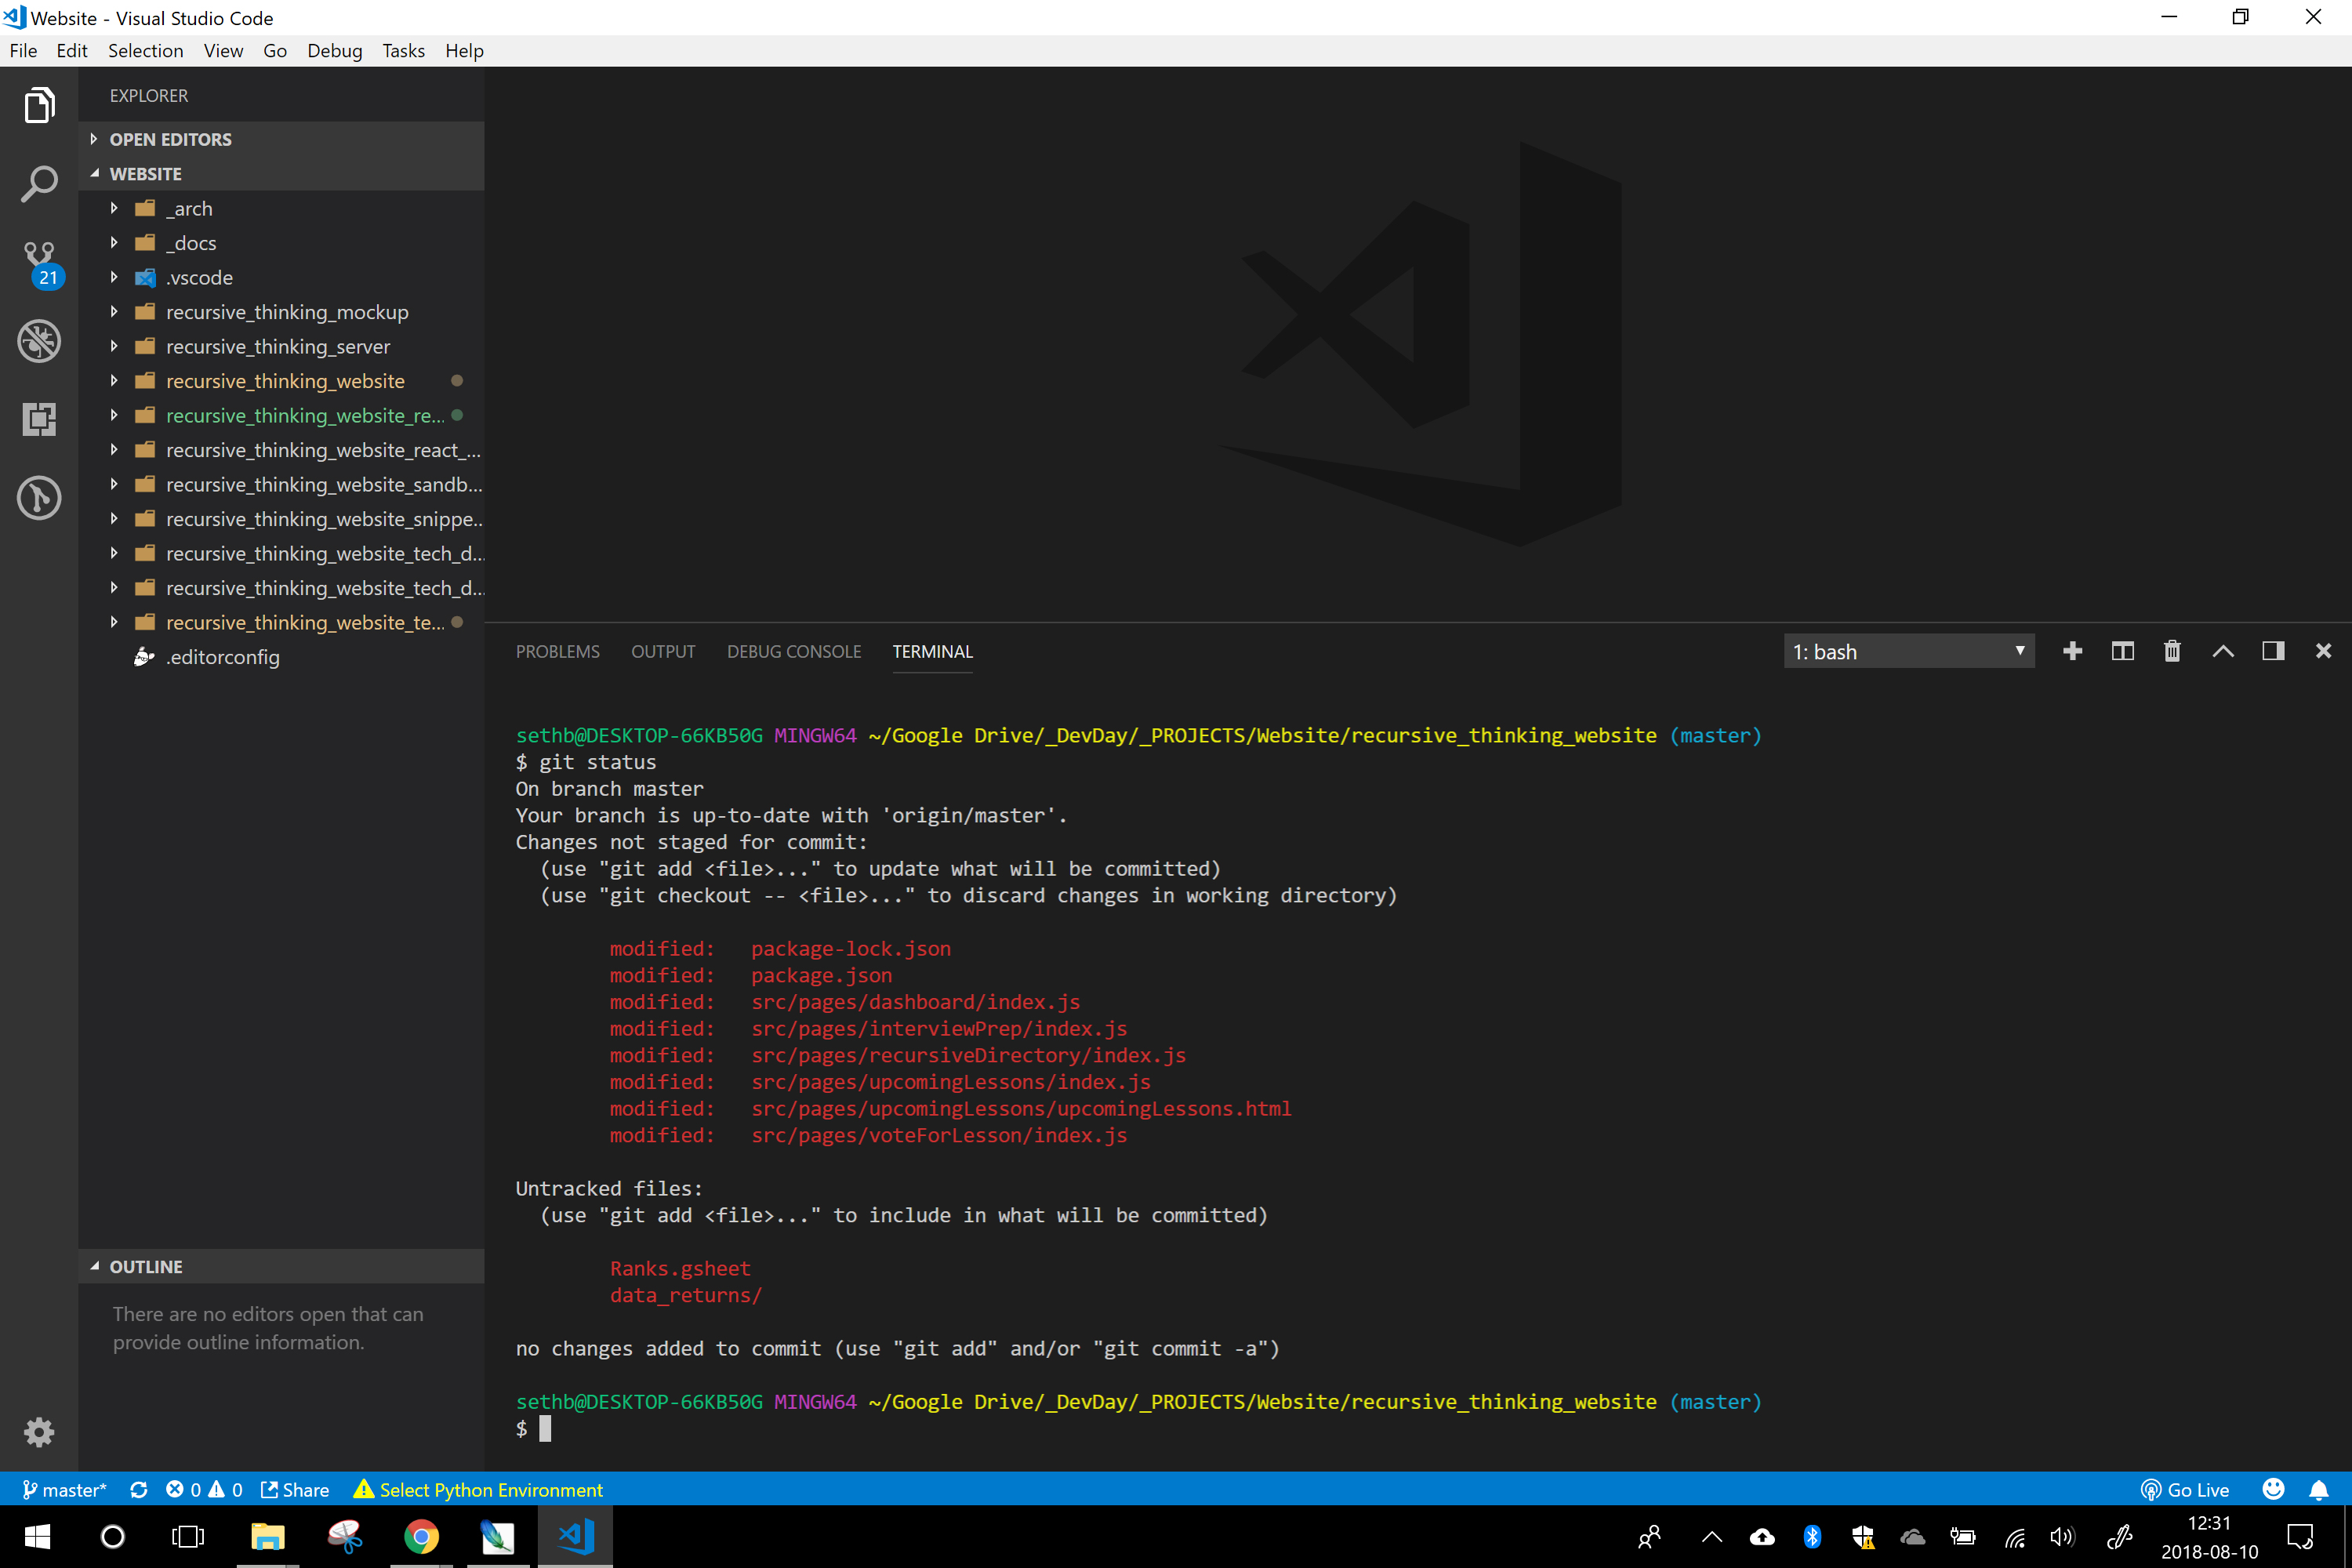 Website - Visual Studio Code
File Edit Selection View Go Debug Tasks Help
EXPLORER
OPEN EDITORS
WEBSITE
_arch
_docs
21
.vscode
recursive_thinking_mockup
recursive_thinking_server
recursive_thinking_website
recursive_thinking_website_re...
recursive_thinking_website_react_...
recursive_thinking_website_sandb...
recursive_thinking_website_snippe...
recursive_thinking_website_tech_d...
recursive_thinking_website_tech_d...
recursive_thinking_website_te...
.editorconfig
OUTLINE
There are no editors open that can
provide outline information.
PROBLEMS OUTPUT DEBUG CONSOLE TERMINAL 1: bash
sethb@DESKTOP-66KB50G MINGW64 ~/Google Drive/_DevDay/_PROJECTS/Website/recursive_thinking_website (master)
$ git status
On branch master
Your branch is up-to-date with 'origin/master'.
Changes not staged for commit:
  (use "git add <file>..." to update what will be committed)
  (use "git checkout -- <file>..." to discard changes in working directory)
modified:   package-lock.json
modified:   package.json
modified:   src/pages/dashboard/index.js
modified:   src/pages/interviewPrep/index.js
modified:   src/pages/recursiveDirectory/index.js
modified:   src/pages/upcomingLessons/index.js
modified:   src/pages/upcomingLessons/upcomingLessons.html
modified:   src/pages/voteForLesson/index.js
Untracked files:
  (use "git add <file>..." to include in what will be committed)
Ranks.gsheet
data_returns/
no changes added to commit (use "git add" and/or "git commit -a")
sethb@DESKTOP-66KB50G MINGW64 ~/Google Drive/_DevDay/_PROJECTS/Website/recursive_thinking_website (master)
$
master* 0 0 Share Select Python Environment Go Live
12:31
2018-08-10